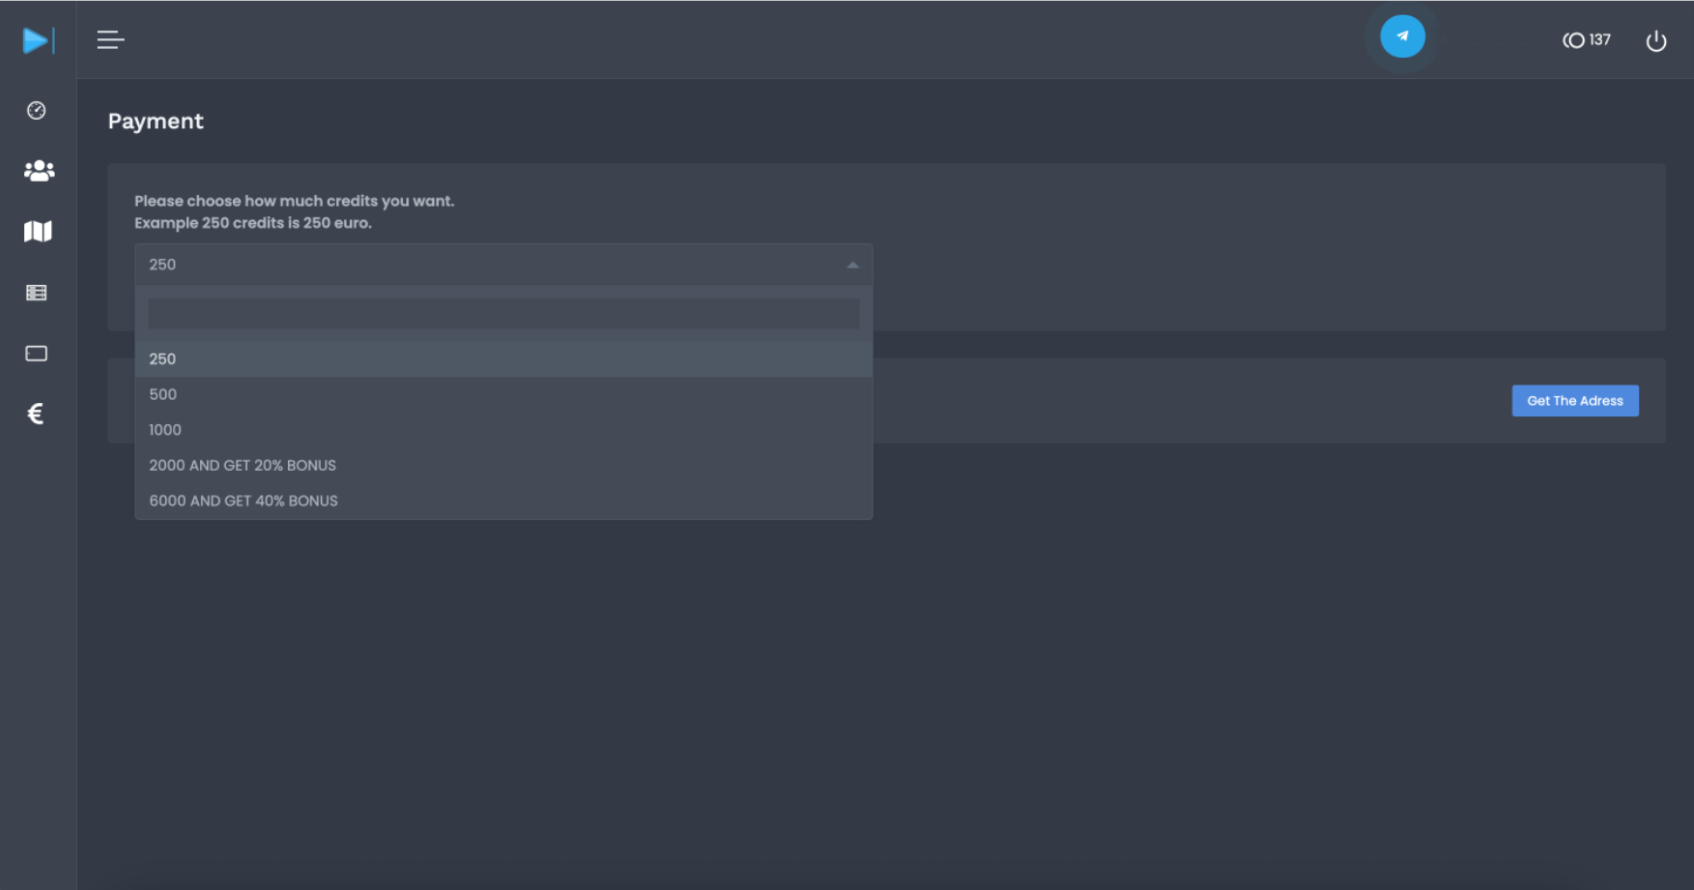 137
Payment
Please choose how much credits you want.
Example 250 credits is 250 euro.
250
250
500
1000
2000 AND GET 20% BONUS
6000 AND GET 40% BONUS
Get The Adress